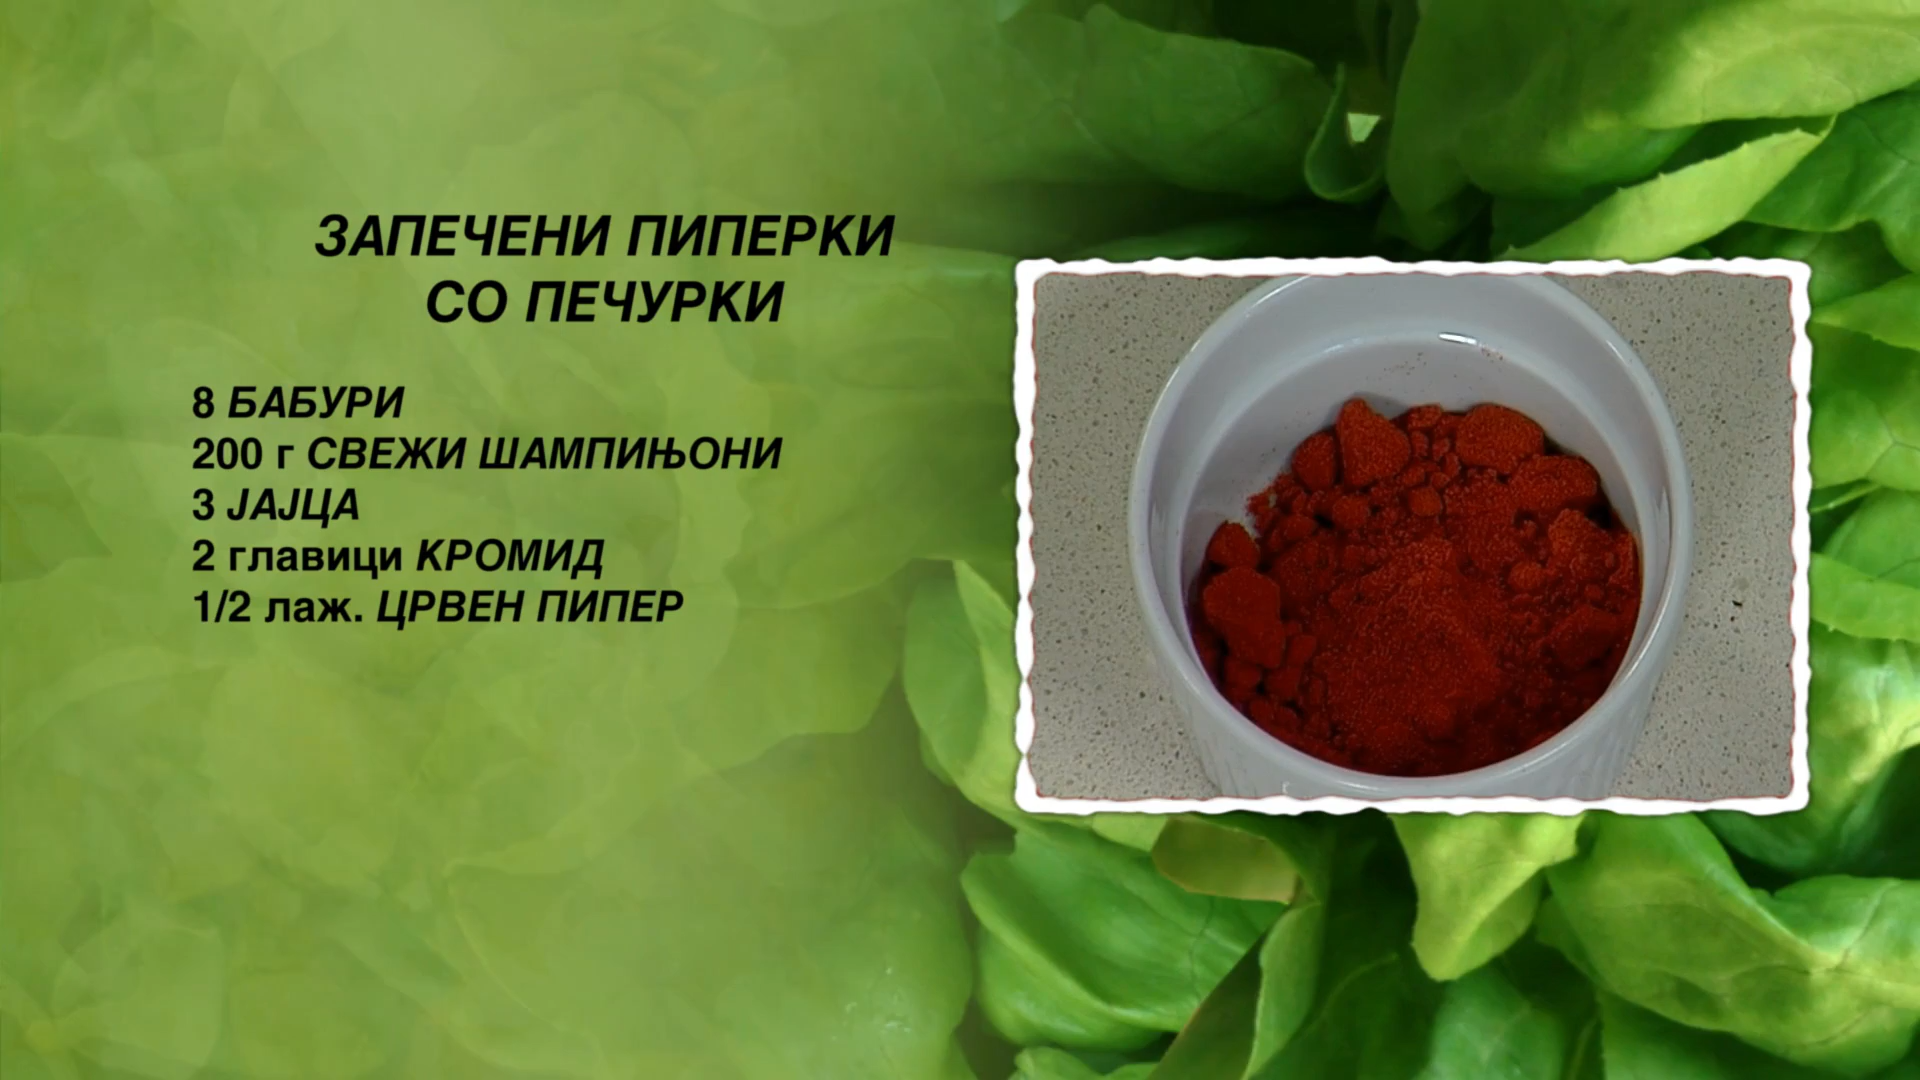 ЗАПЕЧЕНИ ПИПЕРКИ
СО ПЕЧУРКИ
8 БАБУРИ
200 г СВЕЖИ ШАМПИЊОНИ
3 ЈАЈЦА
2 главици КРОМИД
1/2 лаж. ЦРВЕН ПИПЕР